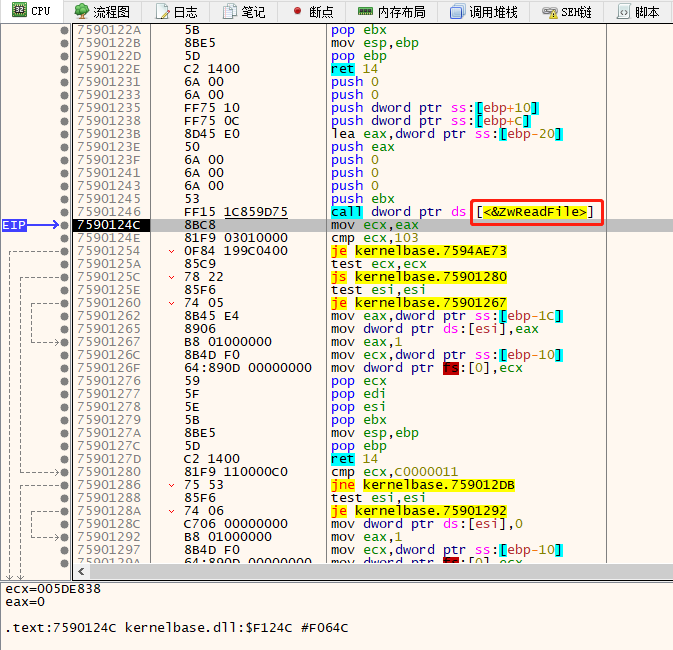 CPU 流程图 日志 笔记 断点 内存布局 调用堆栈 SEH链 脚本
7590122A 5B pop ebx
7590122B 8BE5 mov esp,ebp
7590122D 5D pop ebp
7590122E C2 1400 ret 14
75901231 6A 00 push 0
75901233 6A 00 push 0
75901235 FF75 10 push dword ptr ss:[ebp+10]
75901238 FF75 0C push dword ptr ss:[ebp+C]
7590123B 8D45 E0 lea eax,dword ptr ss:[ebp-20]
7590123E 50 push eax
7590123F 6A 00 push 0
75901241 6A 00 push 0
75901243 6A 00 push 0
75901245 53 push ebx
75901246 FF15 1C859D75 call dword ptr ds [<&ZwReadFile>]
EIP 7590124C 8BC8 mov ecx,eax
7590124E 81F9 03010000 cmp ecx,103
75901254 0F84 199C0400 je kernelbase.7594AE73
7590125A 85C9 test ecx,ecx
7590125C 78 22 js kernelbase.75901280
7590125E 85F6 test esi,esi
75901260 74 05 je kernelbase.75901267
75901262 8B45 E4 mov eax,dword ptr ss:[ebp-1C]
75901265 8906 mov dword ptr ds:[esi],eax
75901267 B8 01000000 mov eax,1
7590126C 8B4D F0 mov ecx,dword ptr ss:[ebp-10]
7590126F 64:890D 00000000 mov dword ptr fs:[0],ecx
75901276 59 pop ecx
75901277 5F pop edi
75901278 5E pop esi
75901279 5B pop ebx
7590127A 8BE5 mov esp,ebp
7590127C 5D pop ebp
7590127D C2 1400 ret 14
75901280 81F9 110000C0 cmp ecx,C0000011
75901286 75 53 jne kernelbase.759012DB
75901288 85F6 test esi,esi
7590128A 74 06 je kernelbase.75901292
7590128C C706 00000000 mov dword ptr ds:[esi],0
75901292 B8 01000000 mov eax,1
75901297 8B4D F0 mov ecx,dword ptr ss:[ebp-10]
7590129A 64:890D 00000000 mov dword ptr fs:[0],ecx
ecx=005DE838
eax=0
.text:7590124C kernelbase.dll:$F124C #F064C